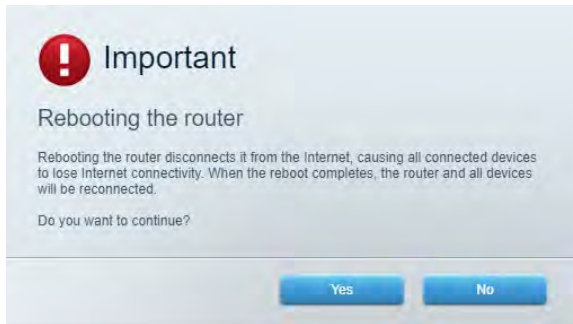 Important
Rebooting the router
Rebooting the router disconnects it from the Internet, causing all connected devices
to lose Internet connectivity. When the reboot completes, the router and all devices
will be reconnected.
Do you want to continue?
Yes No